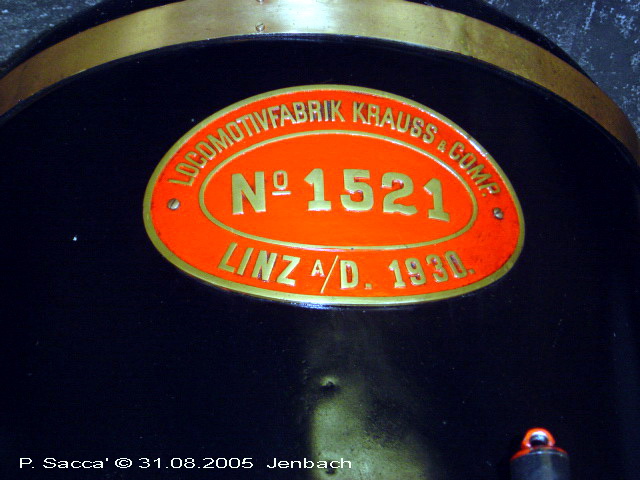 LOCOMOTIVFABRIK KRAUSS & COMP.
Nº 1521
LINZ A/D. 1930.
P. Sacca' © 31.08.2005 Jenbach